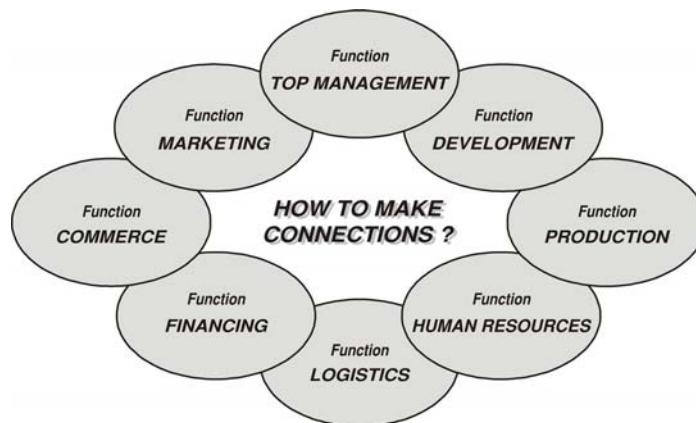 Function
TOP MANAGEMENT
Function
MARKETING
Function
DEVELOPMENT
Function
COMMERCE
HOW TO MAKE
CONNECTIONS ?
Function
PRODUCTION
Function
FINANCING
Function
HUMAN RESOURCES
Function
LOGISTICS